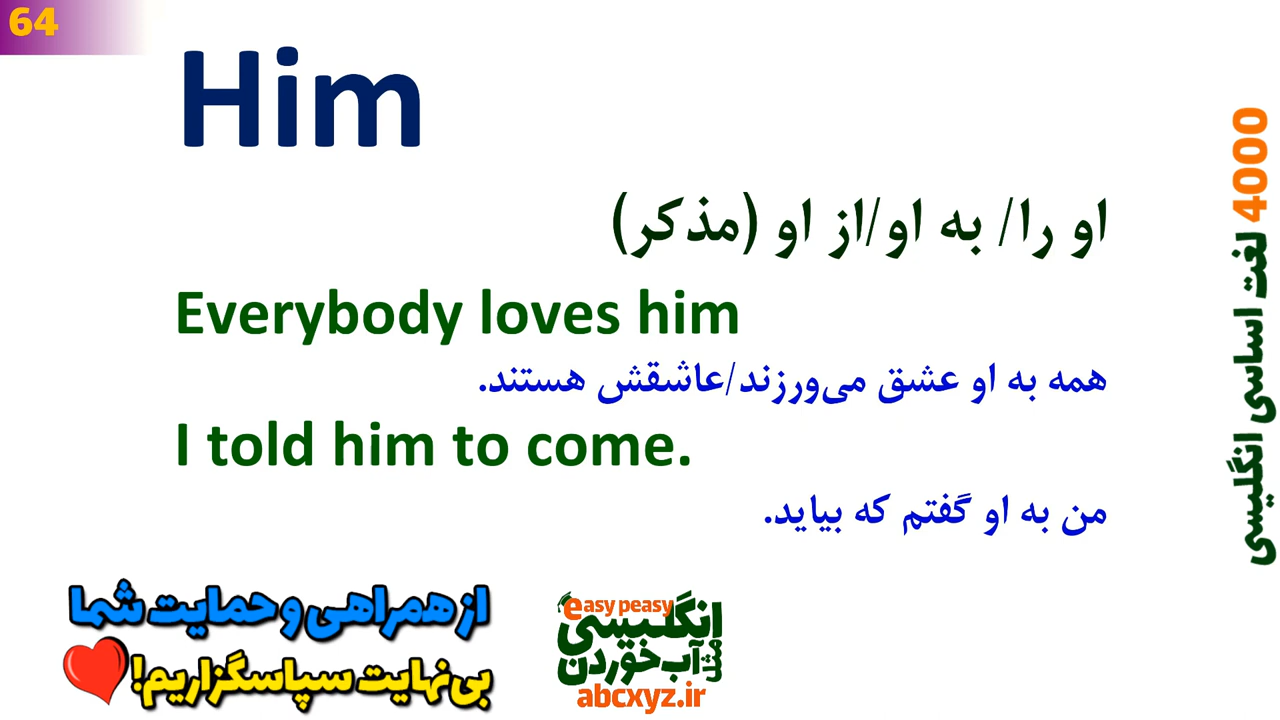 64
Him
او را/ به او/از او (مذکر)
Everybody loves him
همه به او عشق می‌ورزند/عاشقش هستند.
I told him to come.
من به او گفتم که بیاید.
4000 لغت اساسی انگلیسی
از همراهی و حمایت شما
بی‌نهایت سپاسگزاریم!
easy peasy
انگلیسی
مثل آب خوردن
abcxyz.ir